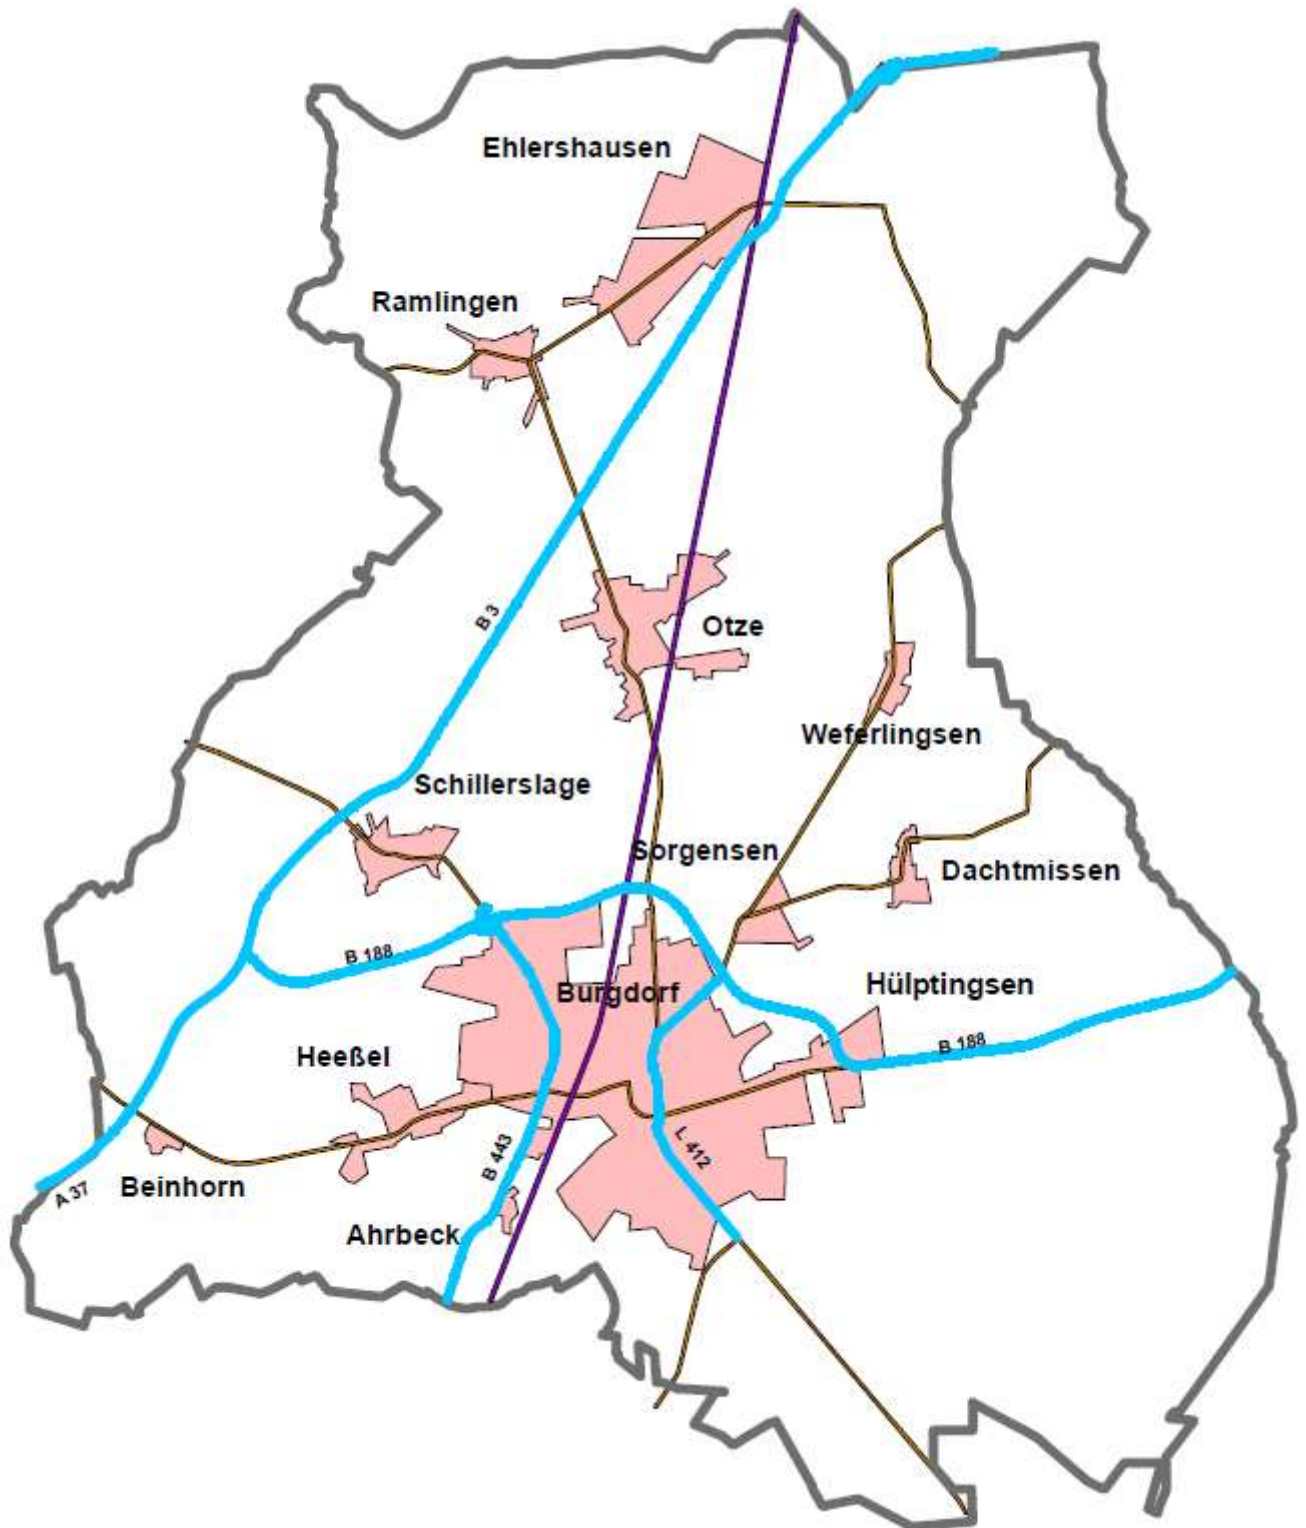 Ehlershausen
Ramlingen
B 3
Otze
Weferlingsen
Schillerslage
Sorgensen
Dachtmissen
B 188
Burgdorf
Hülptingsen
B 188
Heeßel
B 443
L 412
A 37
Beinhorn
Ahrbeck